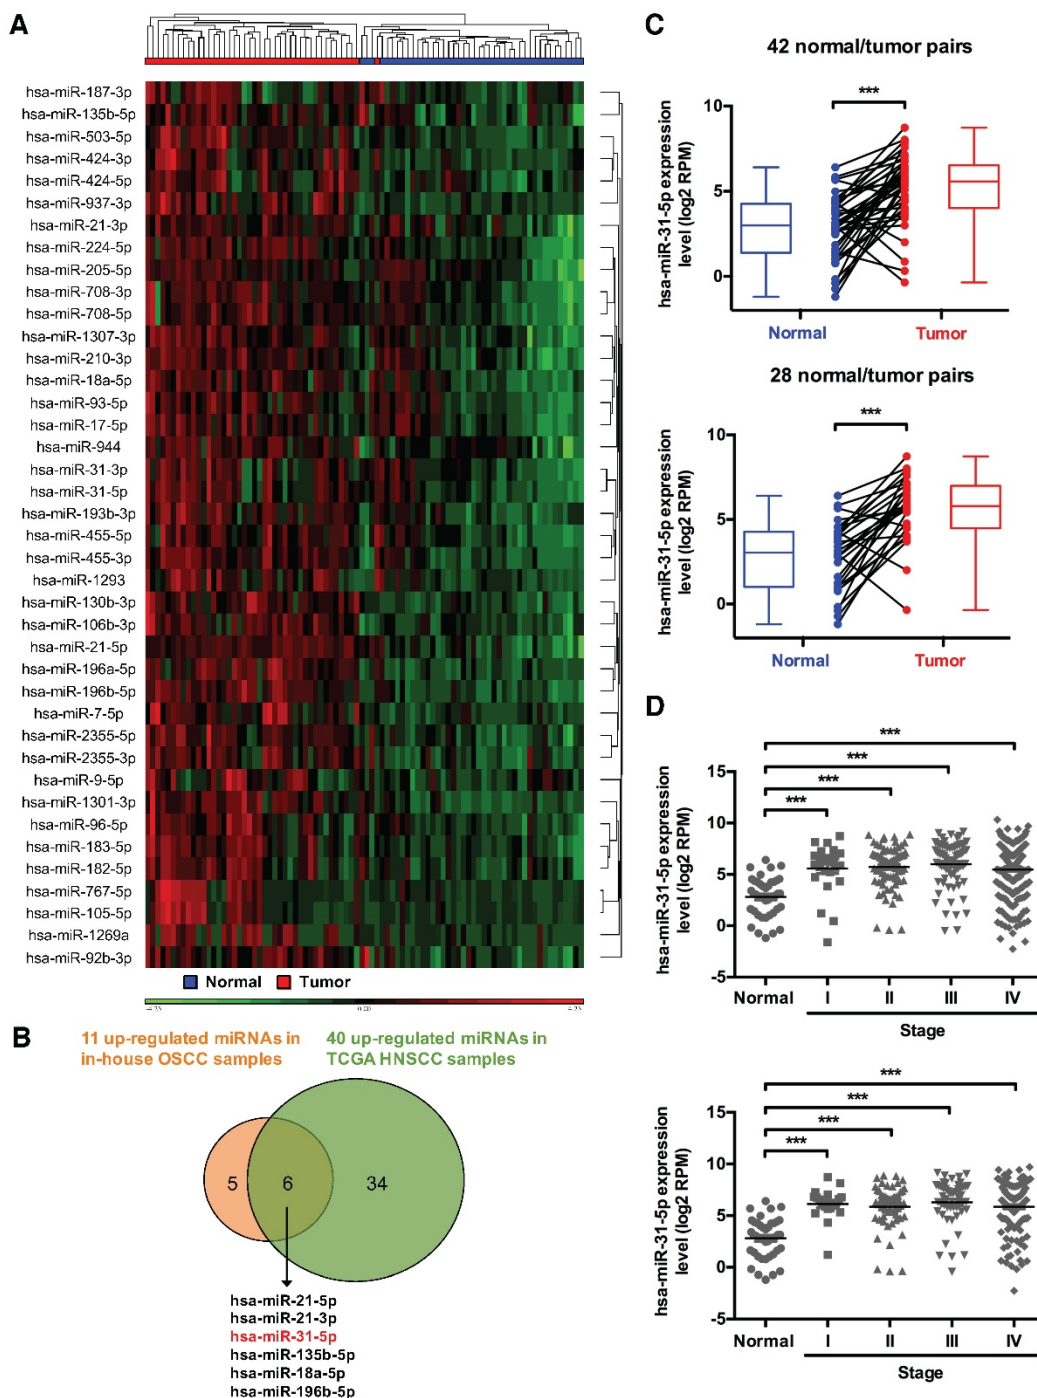 A
hsa-miR-187-3p
hsa-miR-135b-5p
hsa-miR-503-5p
hsa-miR-424-3p
hsa-miR-424-5p
hsa-miR-937-3p
hsa-miR-21-3p
hsa-miR-224-5p
hsa-miR-205-5p
hsa-miR-708-3p
hsa-miR-708-5p
hsa-miR-1307-3p
hsa-miR-210-3p
hsa-miR-18a-5p
hsa-miR-93-5p
hsa-miR-17-5p
hsa-miR-944
hsa-miR-31-3p
hsa-miR-31-5p
hsa-miR-193b-3p
hsa-miR-455-5p
hsa-miR-455-3p
hsa-miR-1293
hsa-miR-130b-3p
hsa-miR-106b-3p
hsa-miR-21-5p
hsa-miR-196a-5p
hsa-miR-196b-5p
hsa-miR-7-5p
hsa-miR-2355-5p
hsa-miR-2355-3p
hsa-miR-9-5p
hsa-miR-1301-3p
hsa-miR-96-5p
hsa-miR-183-5p
hsa-miR-182-5p
hsa-miR-767-5p
hsa-miR-105-5p
hsa-miR-1269a
hsa-miR-92b-3p
Normal Tumor
0.00
B
11 up-regulated miRNAs in
in-house OSCC samples
40 up-regulated miRNAs in
TCGA HNSCC samples
5 6 34
hsa-miR-21-5p
hsa-miR-21-3p
hsa-miR-31-5p
hsa-miR-135b-5p
hsa-miR-18a-5p
hsa-miR-196b-5p
C
42 normal/tumor pairs
***
hsa-miR-31-5p expression
level (log2 RPM)
10
5
0
Normal Tumor
28 normal/tumor pairs
***
hsa-miR-31-5p expression
level (log2 RPM)
10
5
0
Normal Tumor
D
***
***
***
***
hsa-miR-31-5p expression
level (log2 RPM)
15
10
5
0
-5
Normal I II III IV
Stage
***
***
***
***
hsa-miR-31-5p expression
level (log2 RPM)
15
10
5
0
-5
Normal I II III IV
Stage